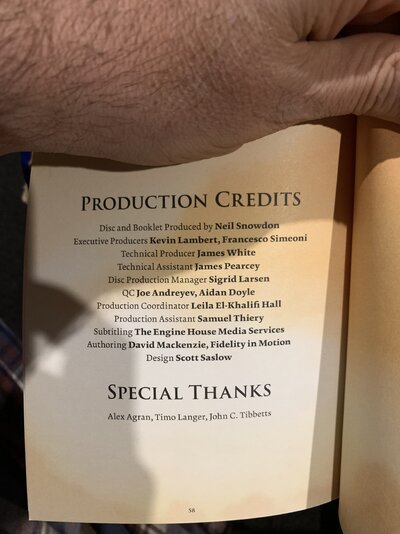 PRODUCTION CREDITS
Disc and Booklet Produced by Neil Snowdon
Executive Producers Kevin Lambert, Francesco Simeoni
Technical Producer James White
Technical Assistant James Pearcey
Disc Production Manager Sigrid Larsen
QC Joe Andreyev, Aidan Doyle
Production Coordinator Leila El-Khalifi Hall
Production Assistant Samuel Thiery
Subtitling The Engine House Media Services
Authoring David Mackenzie, Fidelity in Motion
Design Scott Saslow
SPECIAL THANKS
Alex Agran, Timo Langer, John C. Tibbetts
58